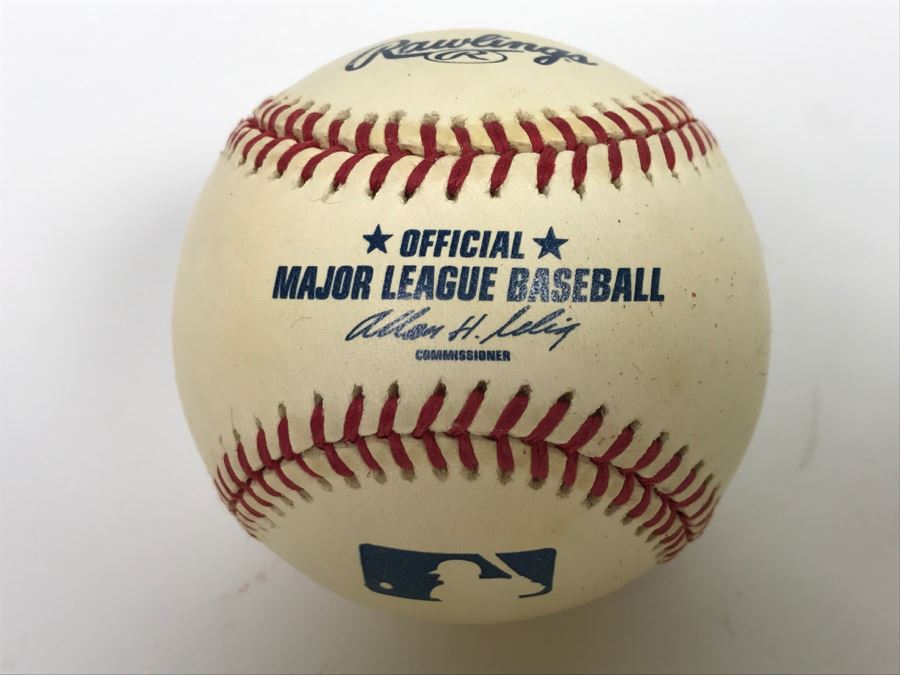 Rawlings
®
★ OFFICIAL ★
MAJOR LEAGUE BASEBALL
Allan H. Selig
COMMISSIONER